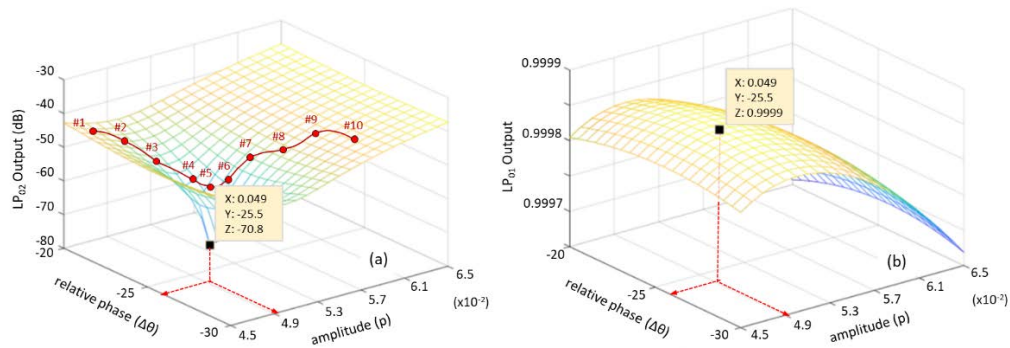 -30
-40
-50
-60
-70
-80
LP02 Output (dB)
#1
#2
#3
#4
#5
#6
#7
#8
#9
#10
X: 0.049
Y: -25.5
Z: -70.8
-20
-25
-30
relative phase (Δθ)
4.5
4.9
5.3
5.7
6.1
6.5
(x10-2)
amplitude (p)
(a)
0.9999
0.9998
0.9997
LP01 Output
X: 0.049
Y: -25.5
Z: 0.9999
-20
-25
-30
relative phase (Δθ)
4.5
4.9
5.3
5.7
6.1
6.5
(x10-2)
amplitude (p)
(b)